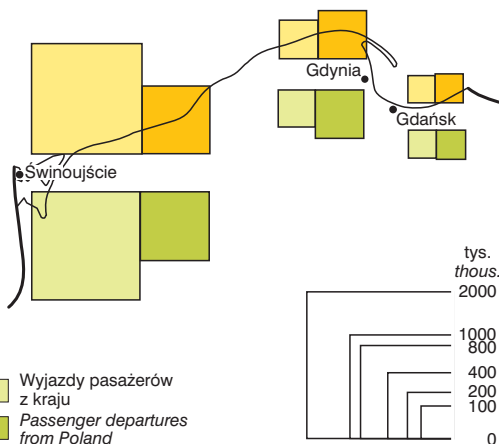 Gdynia
Gdańsk
Świnoujście
tys.
thous.
2000
1000
800
400
200
100
0
Wyjazdy pasażerów
z kraju
Passenger departures
from Poland